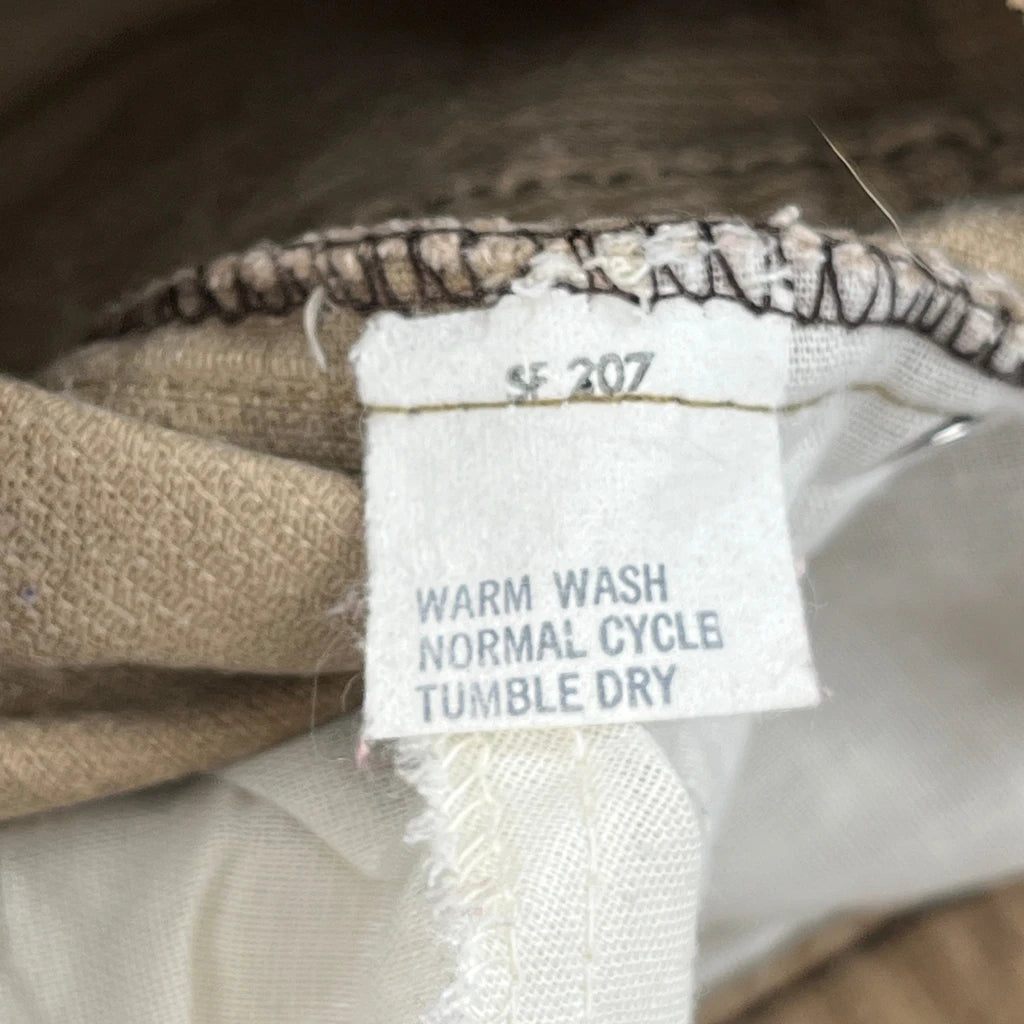 SF 207
WARM WASH
NORMAL CYCLE
TUMBLE DRY